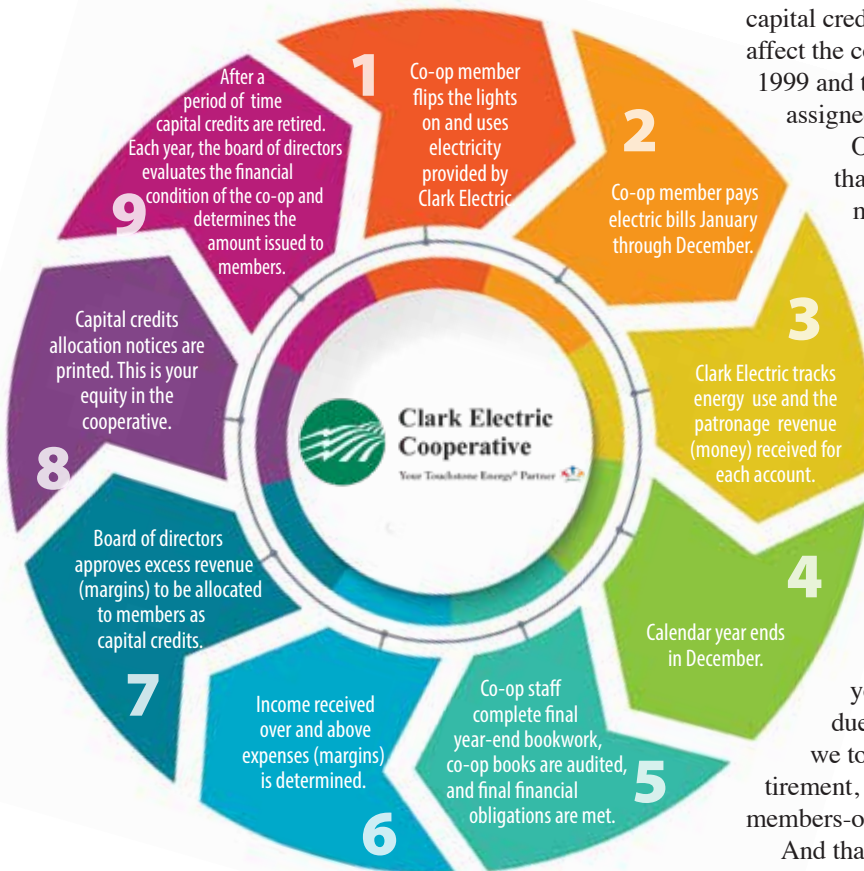 1
Co-op member
flips the lights
on and uses
electricity
provided by
Clark Electric
2
Co-op member pays
electric bills January
through December.
3
Clark Electric tracks
energy use and the
patronage revenue
(money) received for
each account.
4
Calendar year ends
in December.
5
Co-op staff
complete final
year-end bookwork,
co-op books are audited,
and final financial
obligations are met.
6
Income received
over and above
expenses (margins)
is determined.
7
Board of directors
approves excess revenue
(margins) to be allocated
to members as
capital credits.
8
Capital credits
allocation notices are
printed. This is your
equity in the
cooperative.
9
After a
period of time
capital credits are retired.
Each year, the board of directors
evaluates the financial
condition of the co-op and
determines the
amount issued to
members.
Clark Electric
Cooperative
Your Touchstone Energy® Partner
capital
affect the
1999 and
assigned
due
we
tirement,
And